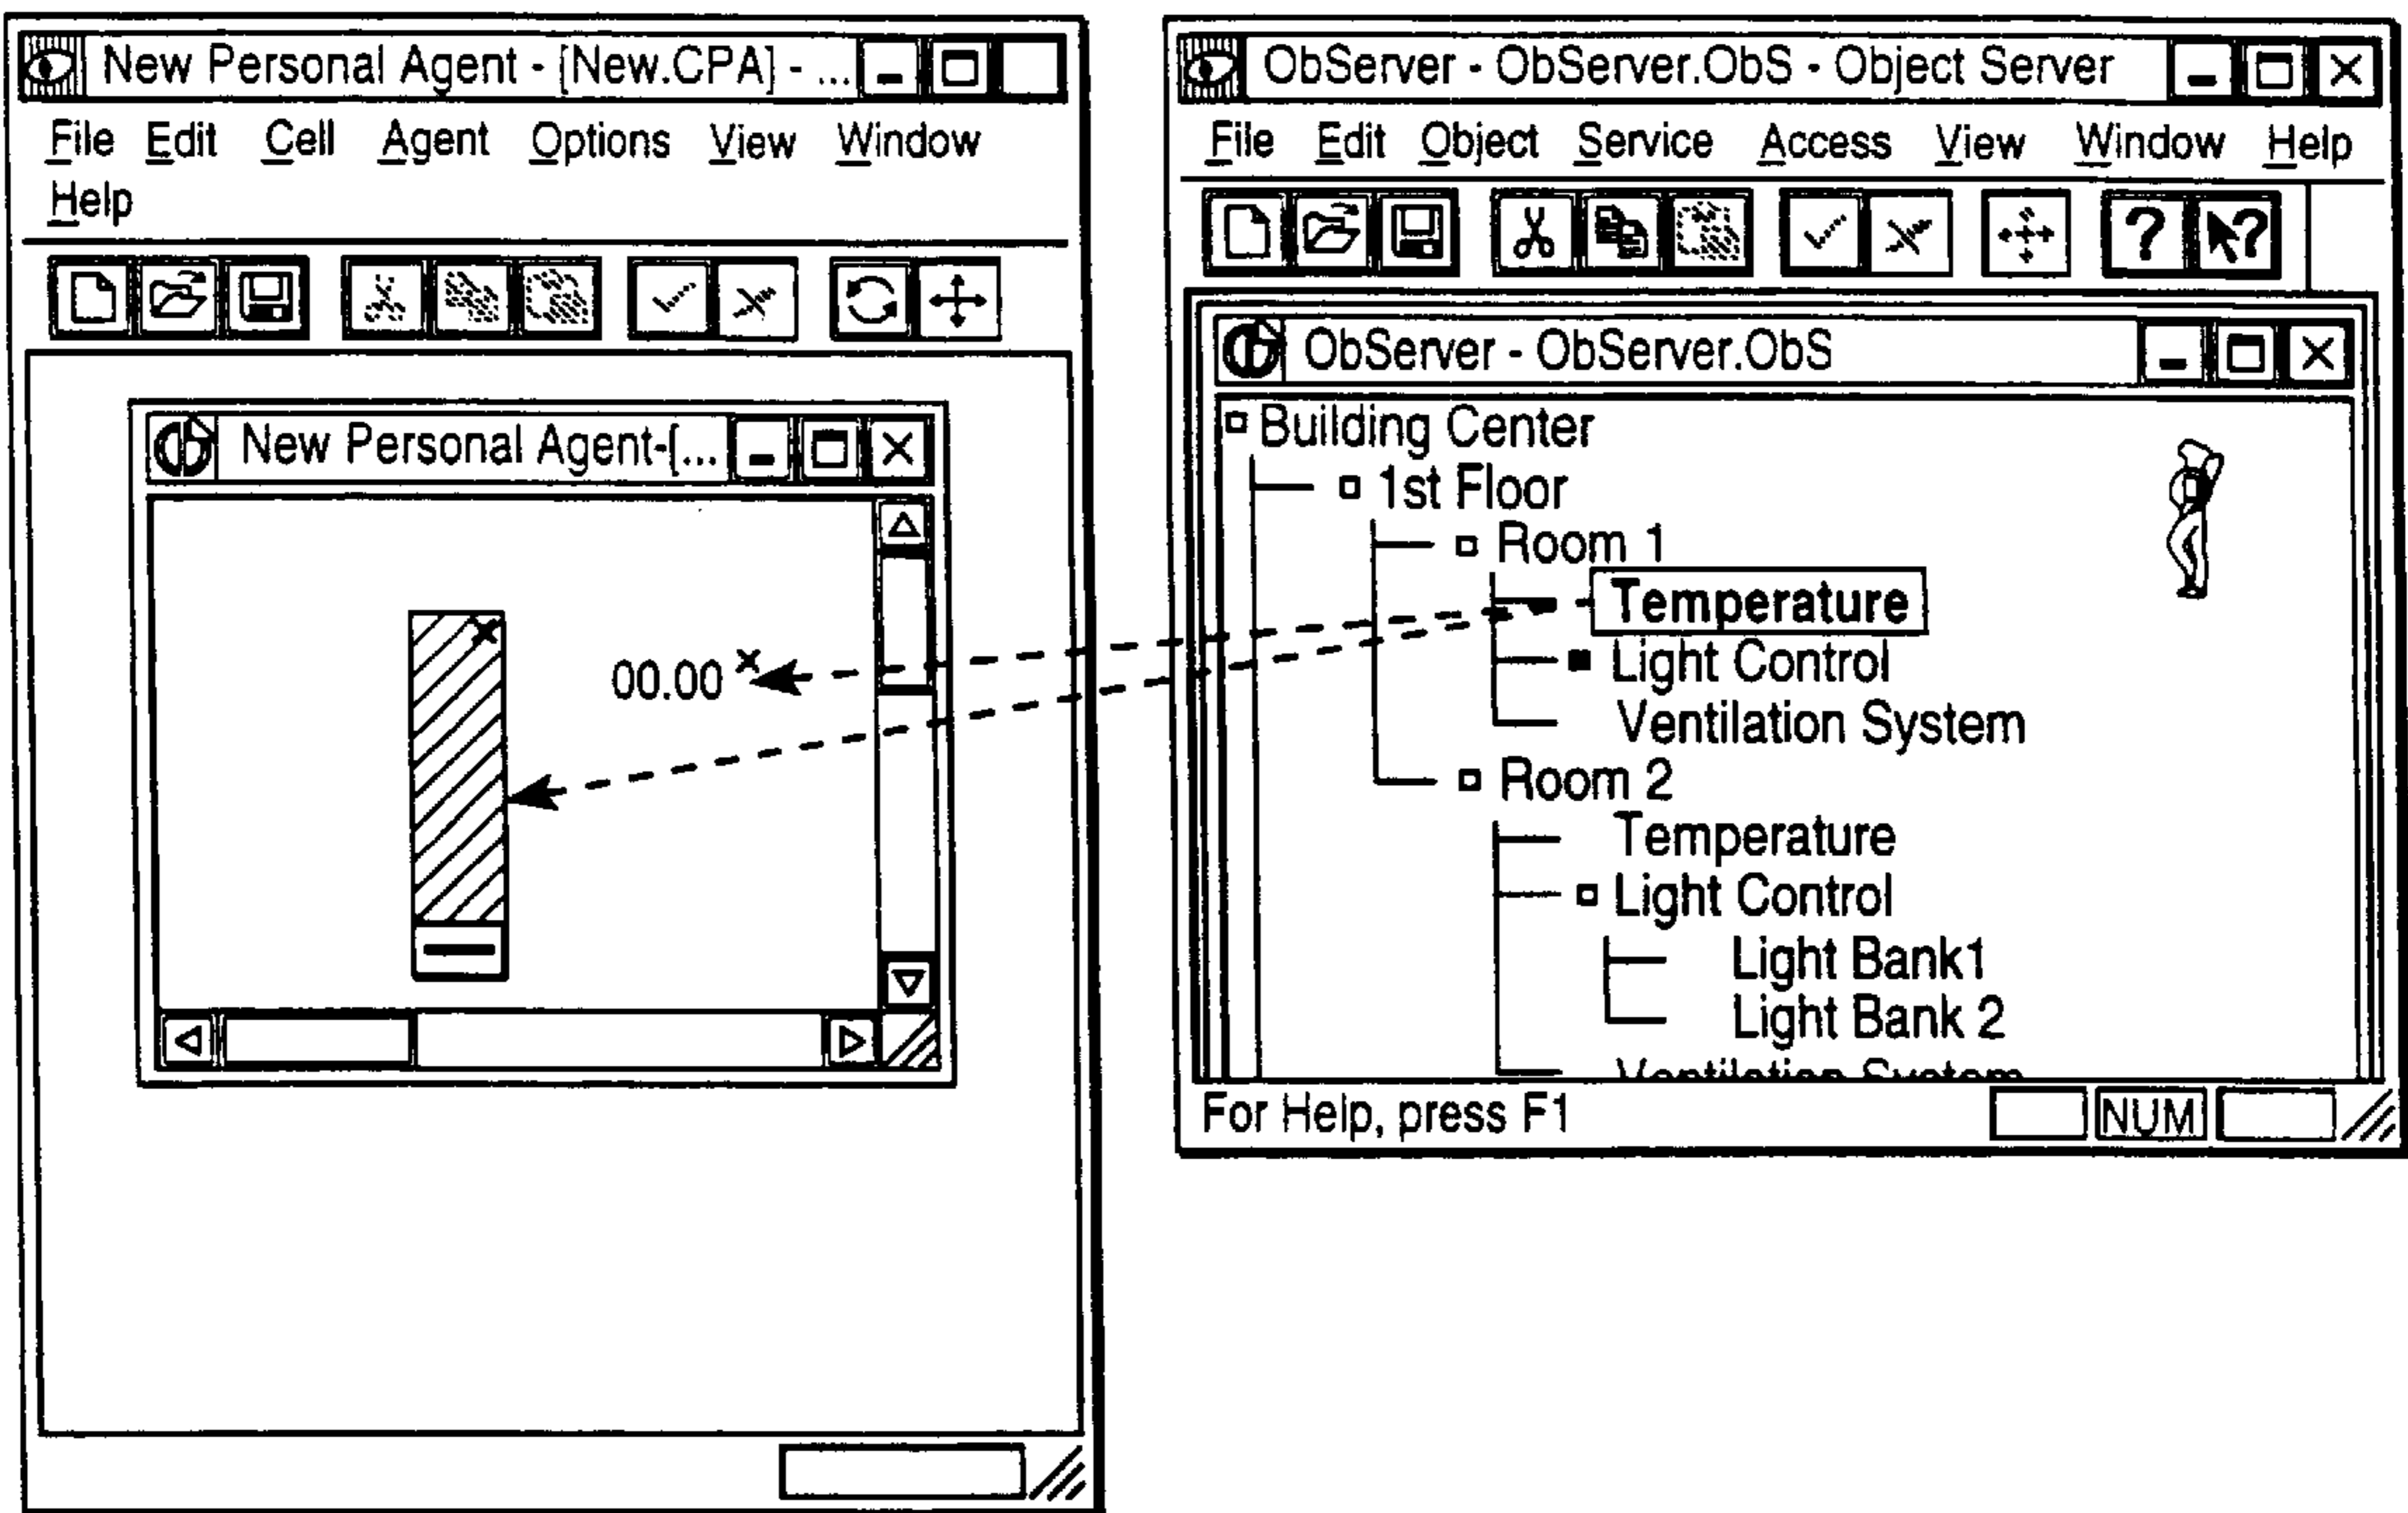 New Personal Agent - [New.CPA] - ...
File Edit Cell Agent Options View Window
Help
New Personal Agent-[...
00.00
ObServer - ObServer.ObS - Object Server
File Edit Object Service Access View Window Help
ObServer - ObServer.ObS
Building Center
1st Floor
Room 1
Temperature
Light Control
Ventilation System
Room 2
Temperature
Light Control
Light Bank1
Light Bank 2
Ventilation System
For Help, press F1
NUM